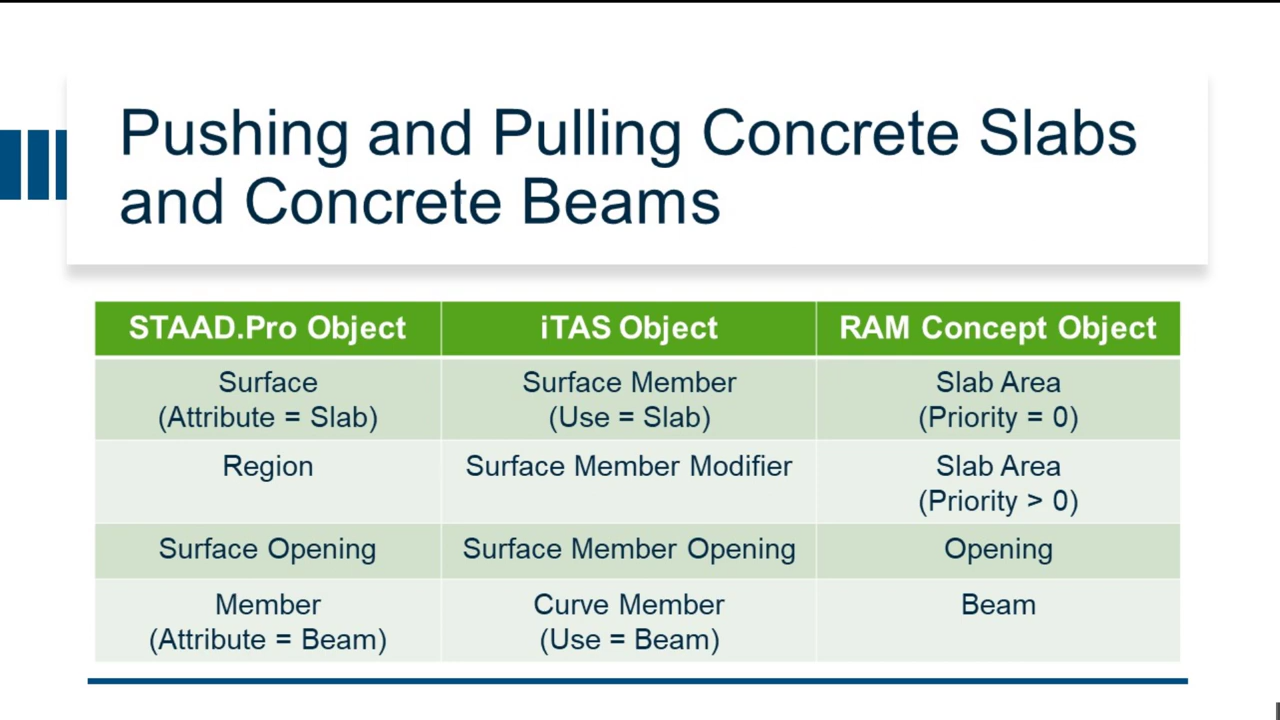 Pushing and Pulling Concrete Slabs
and Concrete Beams
STAAD.Pro Object iTAS Object RAM Concept Object
Surface Surface Member Slab Area
(Attribute = Slab) (Use = Slab) (Priority = 0)
Region Surface Member Modifier Slab Area
(Priority > 0)
Surface Opening Surface Member Opening Opening
Member Curve Member Beam
(Attribute = Beam) (Use = Beam)